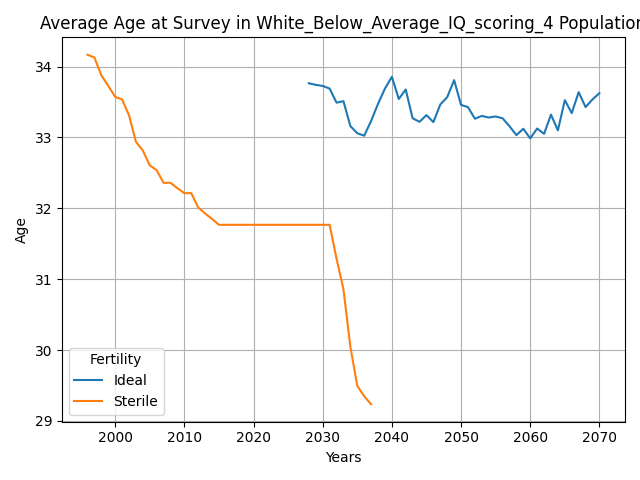 Average Age at Survey in White_Below_Average_IQ_scoring_4 Population
34
33
32
31
30
29
Age
Fertility
Ideal
Sterile
2000 2010 2020 2030 2040 2050 2060 2070
Years